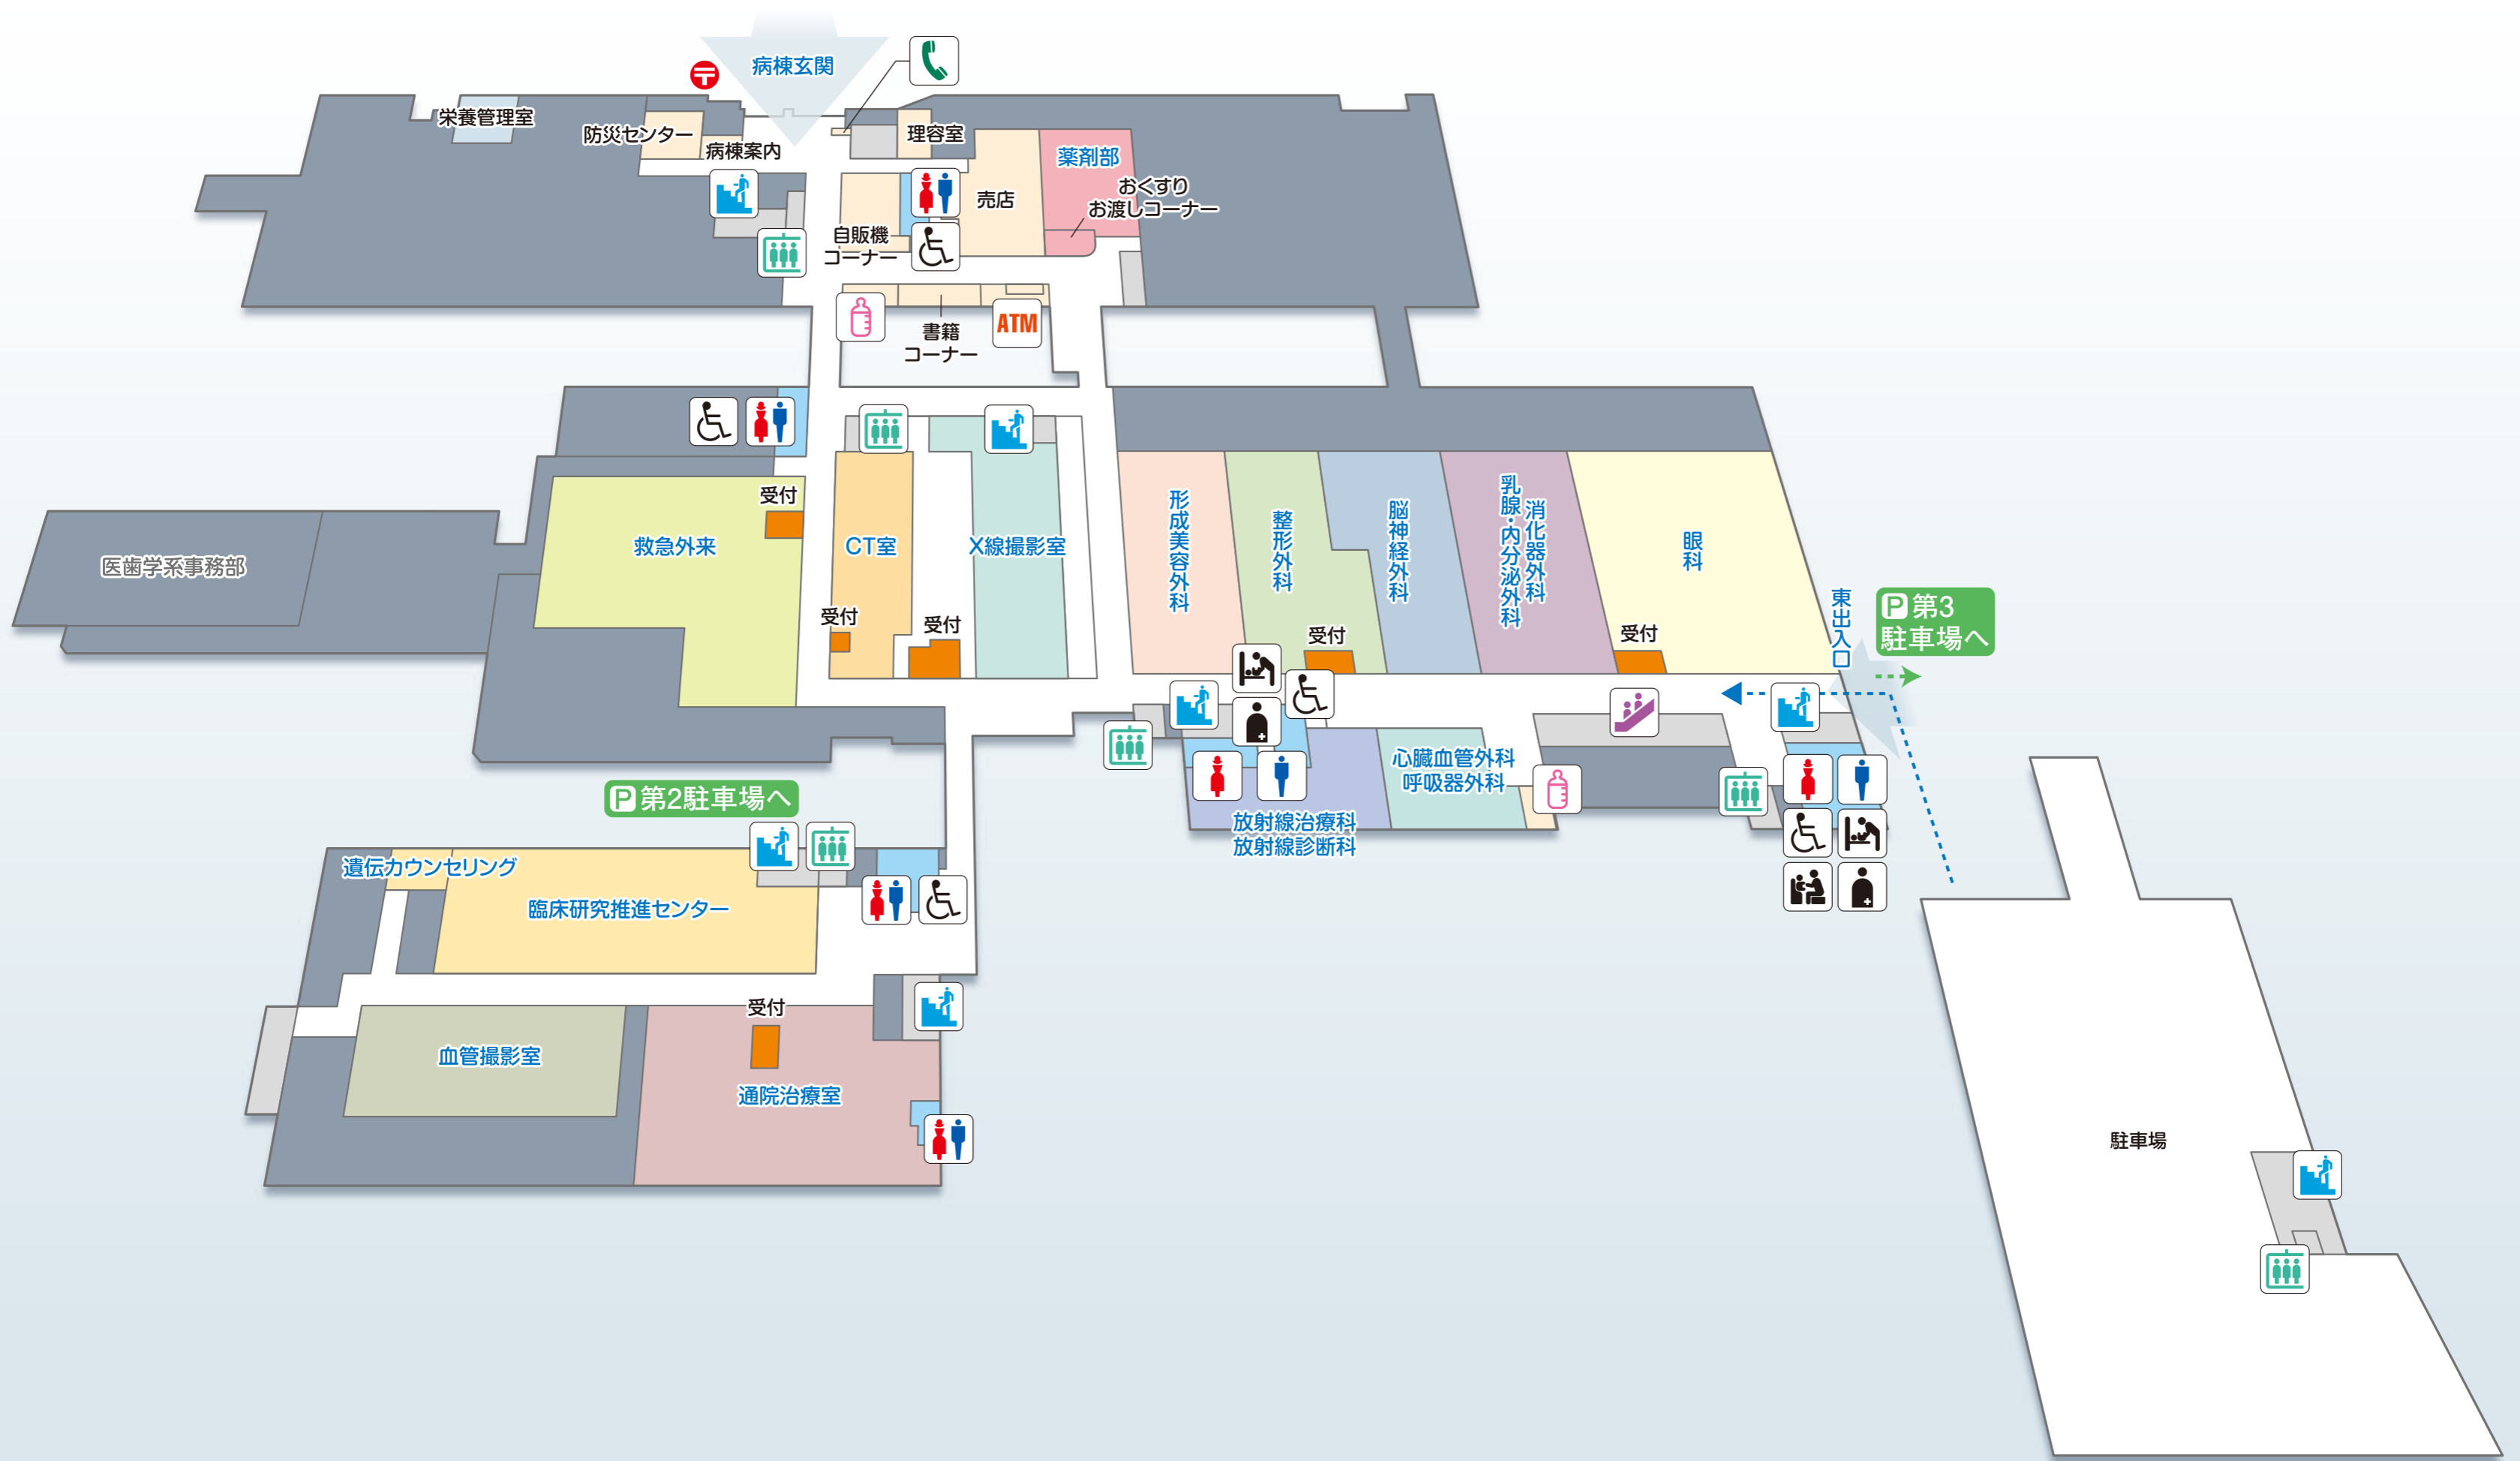 病棟玄関
栄養管理室
防災センター
病棟案内
理容室
薬剤部
おくすり
お渡しコーナー
売店
自販機
コーナー
書籍
コーナー
ATM
受付
救急外来
CT室
X線撮影室
受付
受付
医歯学系事務部
形成美容外科
整形外科
脳神経外科
消化器外科
乳腺・内分泌外科
眼科
受付
受付
東出入口
P 第3
駐車場へ
心臓血管外科
呼吸器外科
放射線治療科
放射線診断科
P 第2駐車場へ
遺伝カウンセリング
臨床研究推進センター
受付
血管撮影室
通院治療室
駐車場